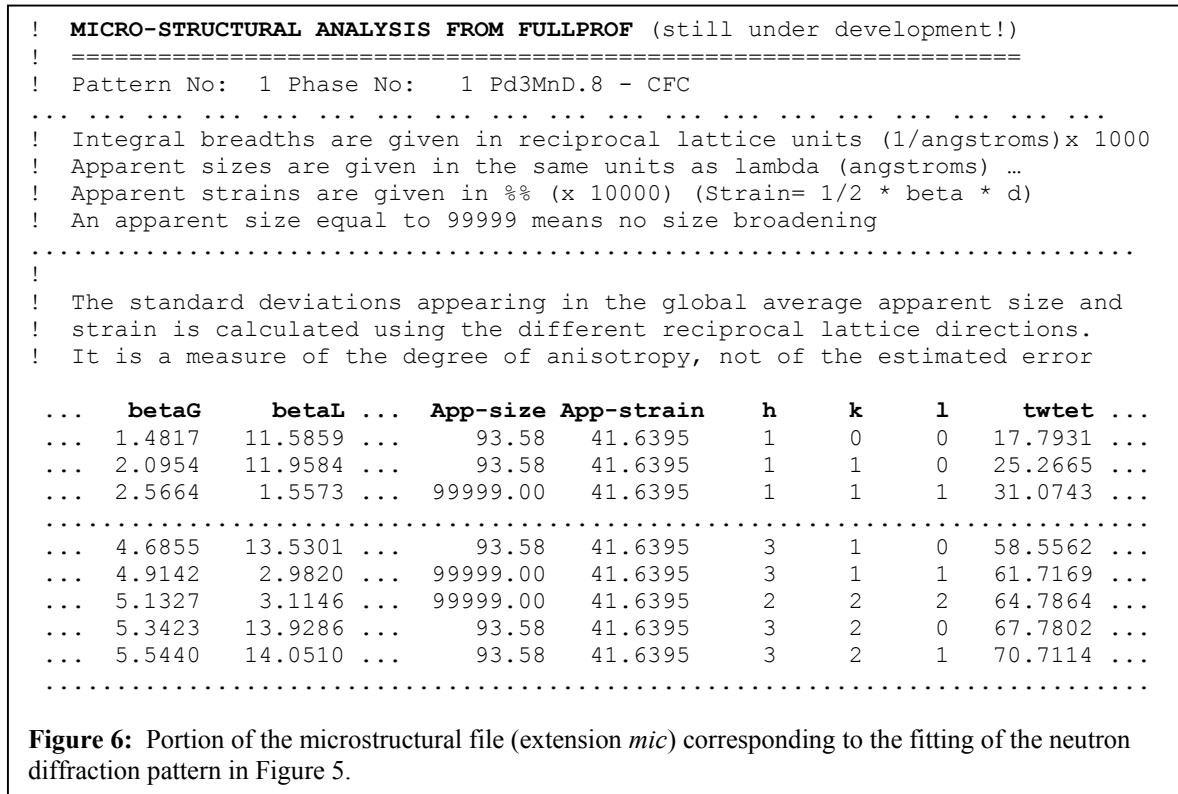 ! MICRO-STRUCTURAL ANALYSIS FROM FULLPROF (still under development!)
! ==================================================================
! Pattern No: 1 Phase No: 1 Pd3MnD.8 - CFC
... ... ... ... ... ... ... ... ... ... ... ... ... ... ... ... ... ... ...
! Integral breadths are given in reciprocal lattice units (1/angstroms)x 1000
! Apparent sizes are given in the same units as lambda (angstroms) …
! Apparent strains are given in %% (x 10000) (Strain= 1/2 * beta * d)
! An apparent size equal to 99999 means no size broadening
.............................................................................
!
! The standard deviations appearing in the global average apparent size and
! strain is calculated using the different reciprocal lattice directions.
! It is a measure of the degree of anisotropy, not of the estimated error
... betaG betaL ... App-size App-strain h k l twtet ...
... 1.4817 11.5859 ... 93.58 41.6395 1 0 0 17.7931 ...
... 2.0954 11.9584 ... 93.58 41.6395 1 1 0 25.2665 ...
... 2.5664 1.5573 ... 99999.00 41.6395 1 1 1 31.0743 ...
.............................................................................
... 4.6855 13.5301 ... 93.58 41.6395 3 1 0 58.5562 ...
... 4.9142 2.9820 ... 99999.00 41.6395 3 1 1 61.7169 ...
... 5.1327 3.1146 ... 99999.00 41.6395 2 2 2 64.7864 ...
... 5.3423 13.9286 ... 93.58 41.6395 3 2 0 67.7802 ...
... 5.5440 14.0510 ... 93.58 41.6395 3 2 1 70.7114 ...
.............................................................................
Figure 6: Portion of the microstructural file (extension mic) corresponding to the fitting of the neutron
diffraction pattern in Figure 5.